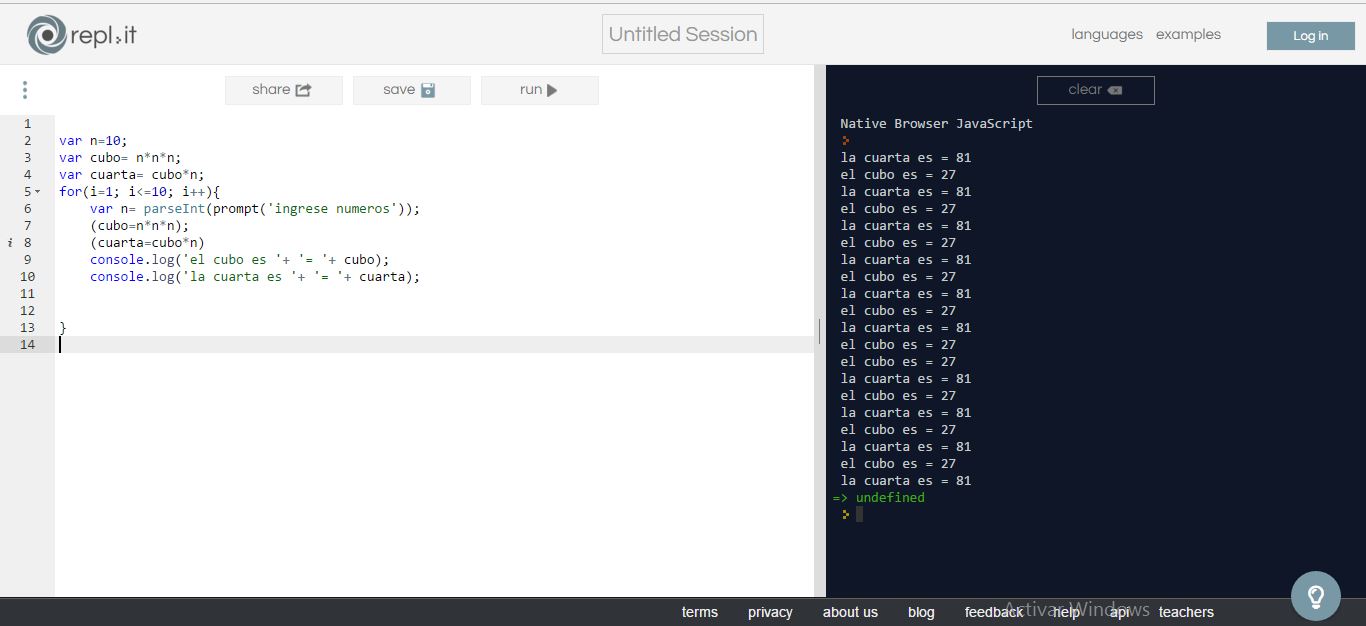 repl.it
Untitled Session
languages examples
Log in
share save run
clear
1
2 var n=10;
3 var cubo= n*n*n;
4 var cuarta= cubo*n;
5 for(i=1; i<=10; i++){
6 var n= parseInt(prompt('ingrese numeros'));
7 (cubo=n*n*n);
i 8 (cuarta=cubo*n)
9 console.log('el cubo es '+ '= '+ cubo);
10 console.log('la cuarta es '+ '= '+ cuarta);
11
12
13 }
14
Native Browser JavaScript
la cuarta es = 81
el cubo es = 27
la cuarta es = 81
el cubo es = 27
la cuarta es = 81
el cubo es = 27
la cuarta es = 81
el cubo es = 27
la cuarta es = 81
el cubo es = 27
la cuarta es = 81
el cubo es = 27
el cubo es = 27
la cuarta es = 81
el cubo es = 27
la cuarta es = 81
el cubo es = 27
la cuarta es = 81
el cubo es = 27
la cuarta es = 81
=> undefined
terms privacy about us blog feedback help api teachers
Activar Windows